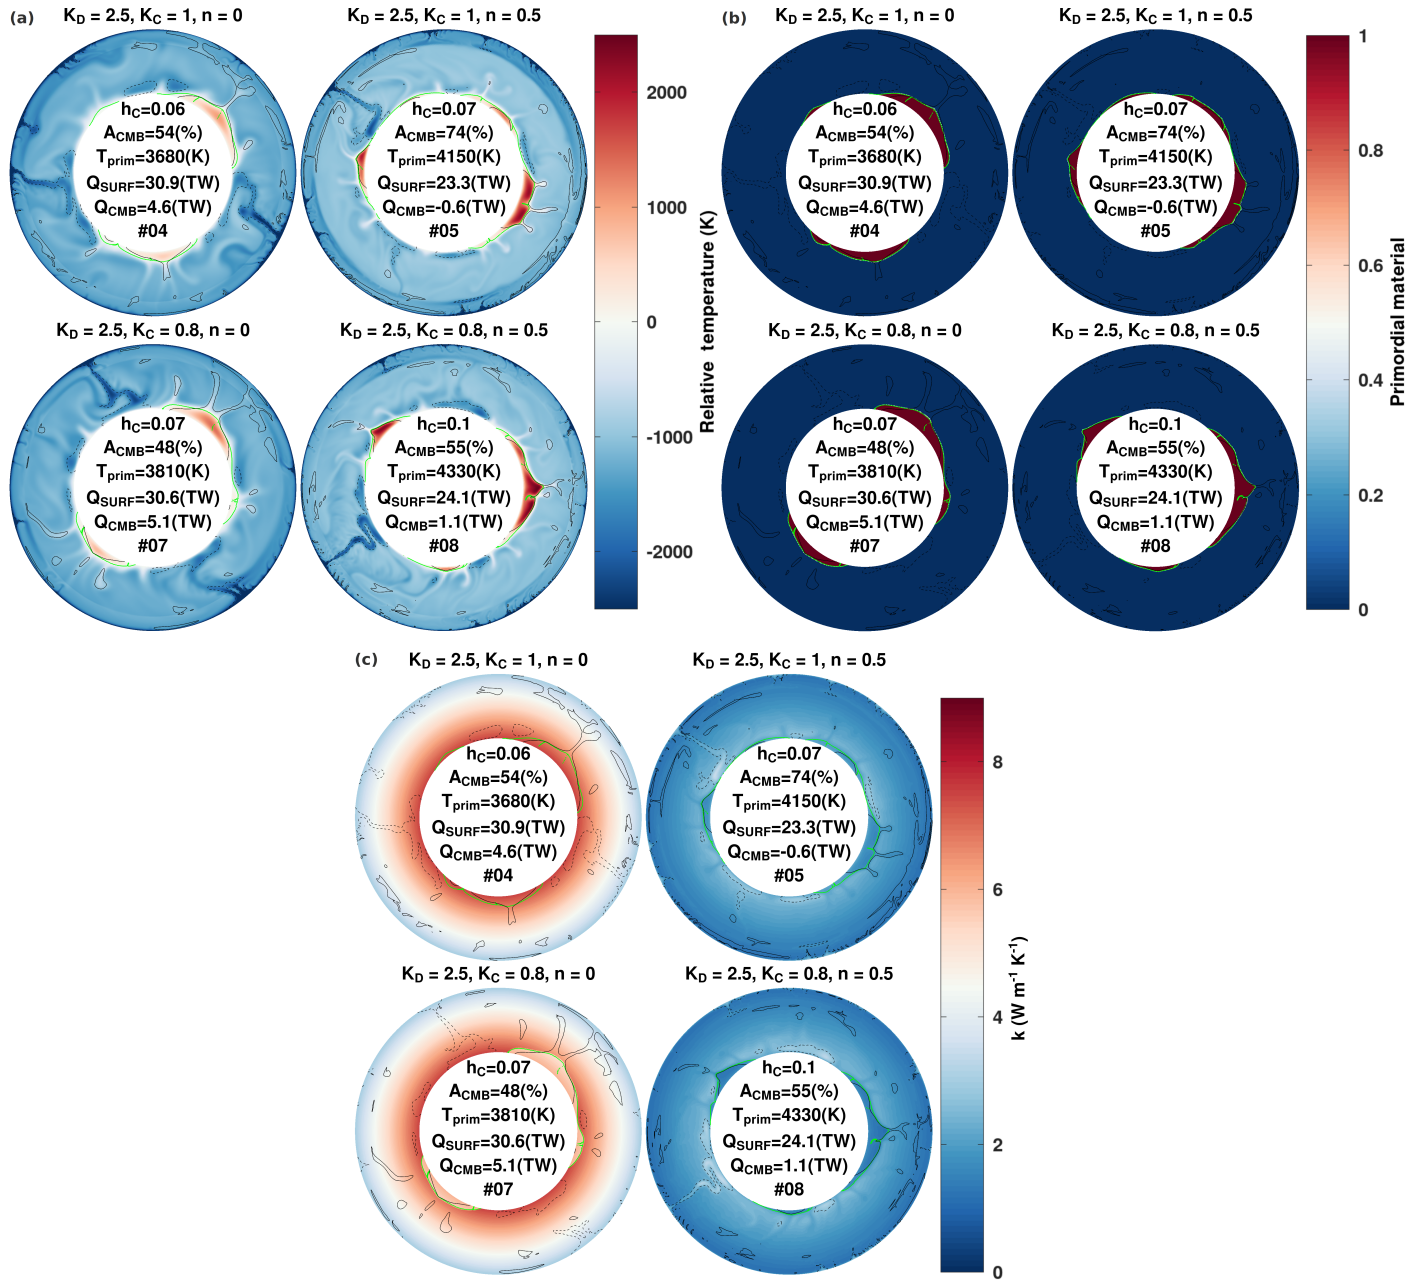 (a)
K_D = 2.5, K_C = 1, n = 0
h_C=0.06
A_CMB=54(%)
T_prim=3680(K)
Q_SURF=30.9(TW)
Q_CMB=4.6(TW)
#04
K_D = 2.5, K_C = 1, n = 0.5
h_C=0.07
A_CMB=74(%)
T_prim=4150(K)
Q_SURF=23.3(TW)
Q_CMB=-0.6(TW)
#05
K_D = 2.5, K_C = 0.8, n = 0
h_C=0.07
A_CMB=48(%)
T_prim=3810(K)
Q_SURF=30.6(TW)
Q_CMB=5.1(TW)
#07
K_D = 2.5, K_C = 0.8, n = 0.5
h_C=0.1
A_CMB=55(%)
T_prim=4330(K)
Q_SURF=24.1(TW)
Q_CMB=1.1(TW)
#08
2000
1000
0
-1000
-2000
Relative temperature (K)
(b)
K_D = 2.5, K_C = 1, n = 0
h_C=0.06
A_CMB=54(%)
T_prim=3680(K)
Q_SURF=30.9(TW)
Q_CMB=4.6(TW)
#04
K_D = 2.5, K_C = 1, n = 0.5
h_C=0.07
A_CMB=74(%)
T_prim=4150(K)
Q_SURF=23.3(TW)
Q_CMB=-0.6(TW)
#05
K_D = 2.5, K_C = 0.8, n = 0
h_C=0.07
A_CMB=48(%)
T_prim=3810(K)
Q_SURF=30.6(TW)
Q_CMB=5.1(TW)
#07
K_D = 2.5, K_C = 0.8, n = 0.5
h_C=0.1
A_CMB=55(%)
T_prim=4330(K)
Q_SURF=24.1(TW)
Q_CMB=1.1(TW)
#08
1
0.8
0.6
0.4
0.2
0
Primordial material
(c)
K_D = 2.5, K_C = 1, n = 0
h_C=0.06
A_CMB=54(%)
T_prim=3680(K)
Q_SURF=30.9(TW)
Q_CMB=4.6(TW)
#04
K_D = 2.5, K_C = 1, n = 0.5
h_C=0.07
A_CMB=74(%)
T_prim=4150(K)
Q_SURF=23.3(TW)
Q_CMB=-0.6(TW)
#05
K_D = 2.5, K_C = 0.8, n = 0
h_C=0.07
A_CMB=48(%)
T_prim=3810(K)
Q_SURF=30.6(TW)
Q_CMB=5.1(TW)
#07
K_D = 2.5, K_C = 0.8, n = 0.5
h_C=0.1
A_CMB=55(%)
T_prim=4330(K)
Q_SURF=24.1(TW)
Q_CMB=1.1(TW)
#08
8
6
4
2
0
k (W m⁻¹ K⁻¹)